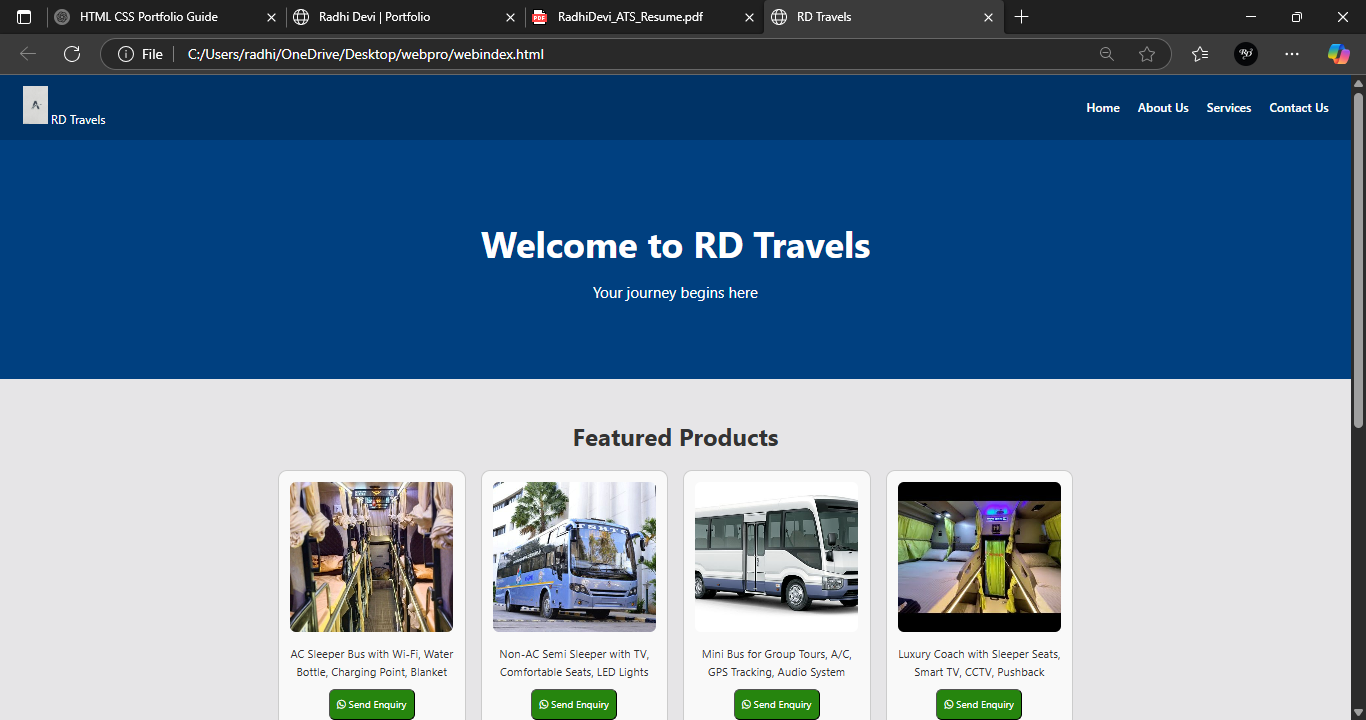 HTML CSS Portfolio Guide
Radhi Devi | Portfolio
PDF
RadhiDevi_ATS_Resume.pdf
RD Travels
File
C:/Users/radhi/OneDrive/Desktop/webpro/webindex.html
RD Travels
Home
About Us
Services
Contact Us
Welcome to RD Travels
Your journey begins here
Featured Products
AC Sleeper Bus with Wi-Fi, Water
Bottle, Charging Point, Blanket
Send Enquiry
Non-AC Semi Sleeper with TV,
Comfortable Seats, LED Lights
Send Enquiry
Mini Bus for Group Tours, A/C,
GPS Tracking, Audio System
Send Enquiry
Luxury Coach with Sleeper Seats,
Smart TV, CCTV, Pushback
Send Enquiry